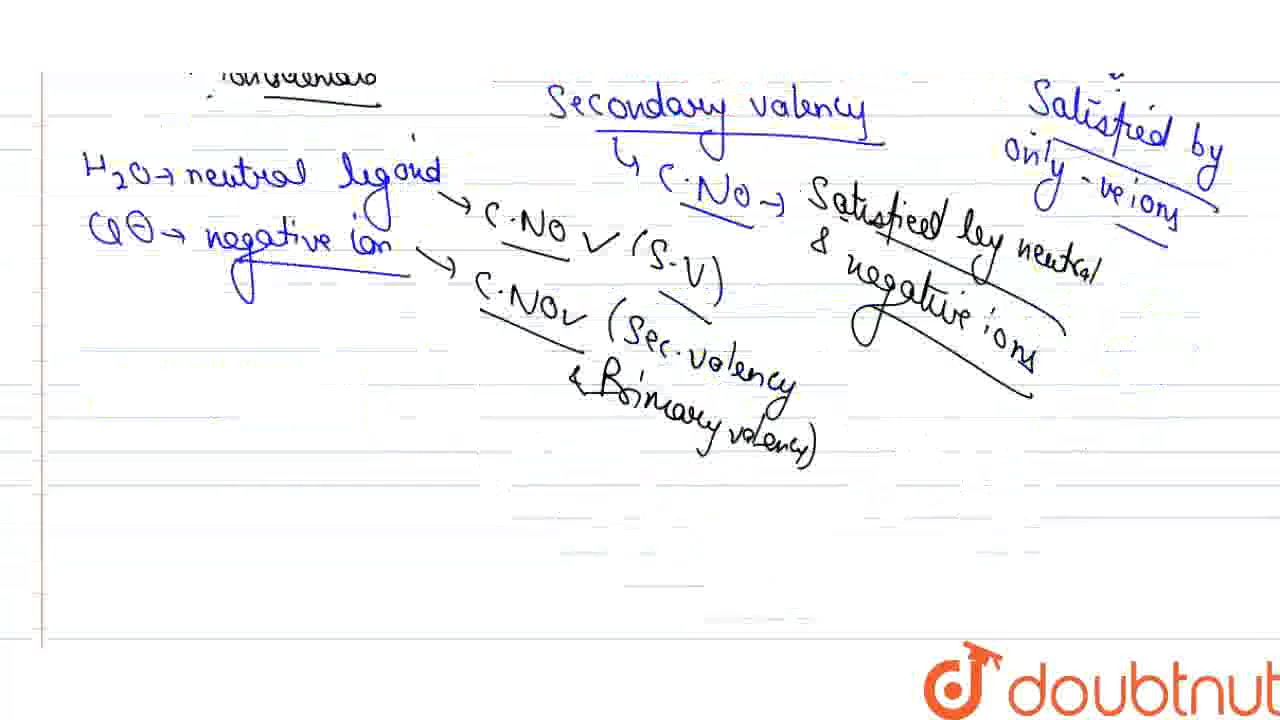 Secondary valency
↳ C.NO → Satisfied by neutral
& negative ions
Satisfied by
only -ve ions
H₂O → neutral ligand
→ C.NO ✓ (S.V)
Cl⊖ → negative ion
→ C.NO ✓ (Sec. valency
& Primary valency)
doubtnut